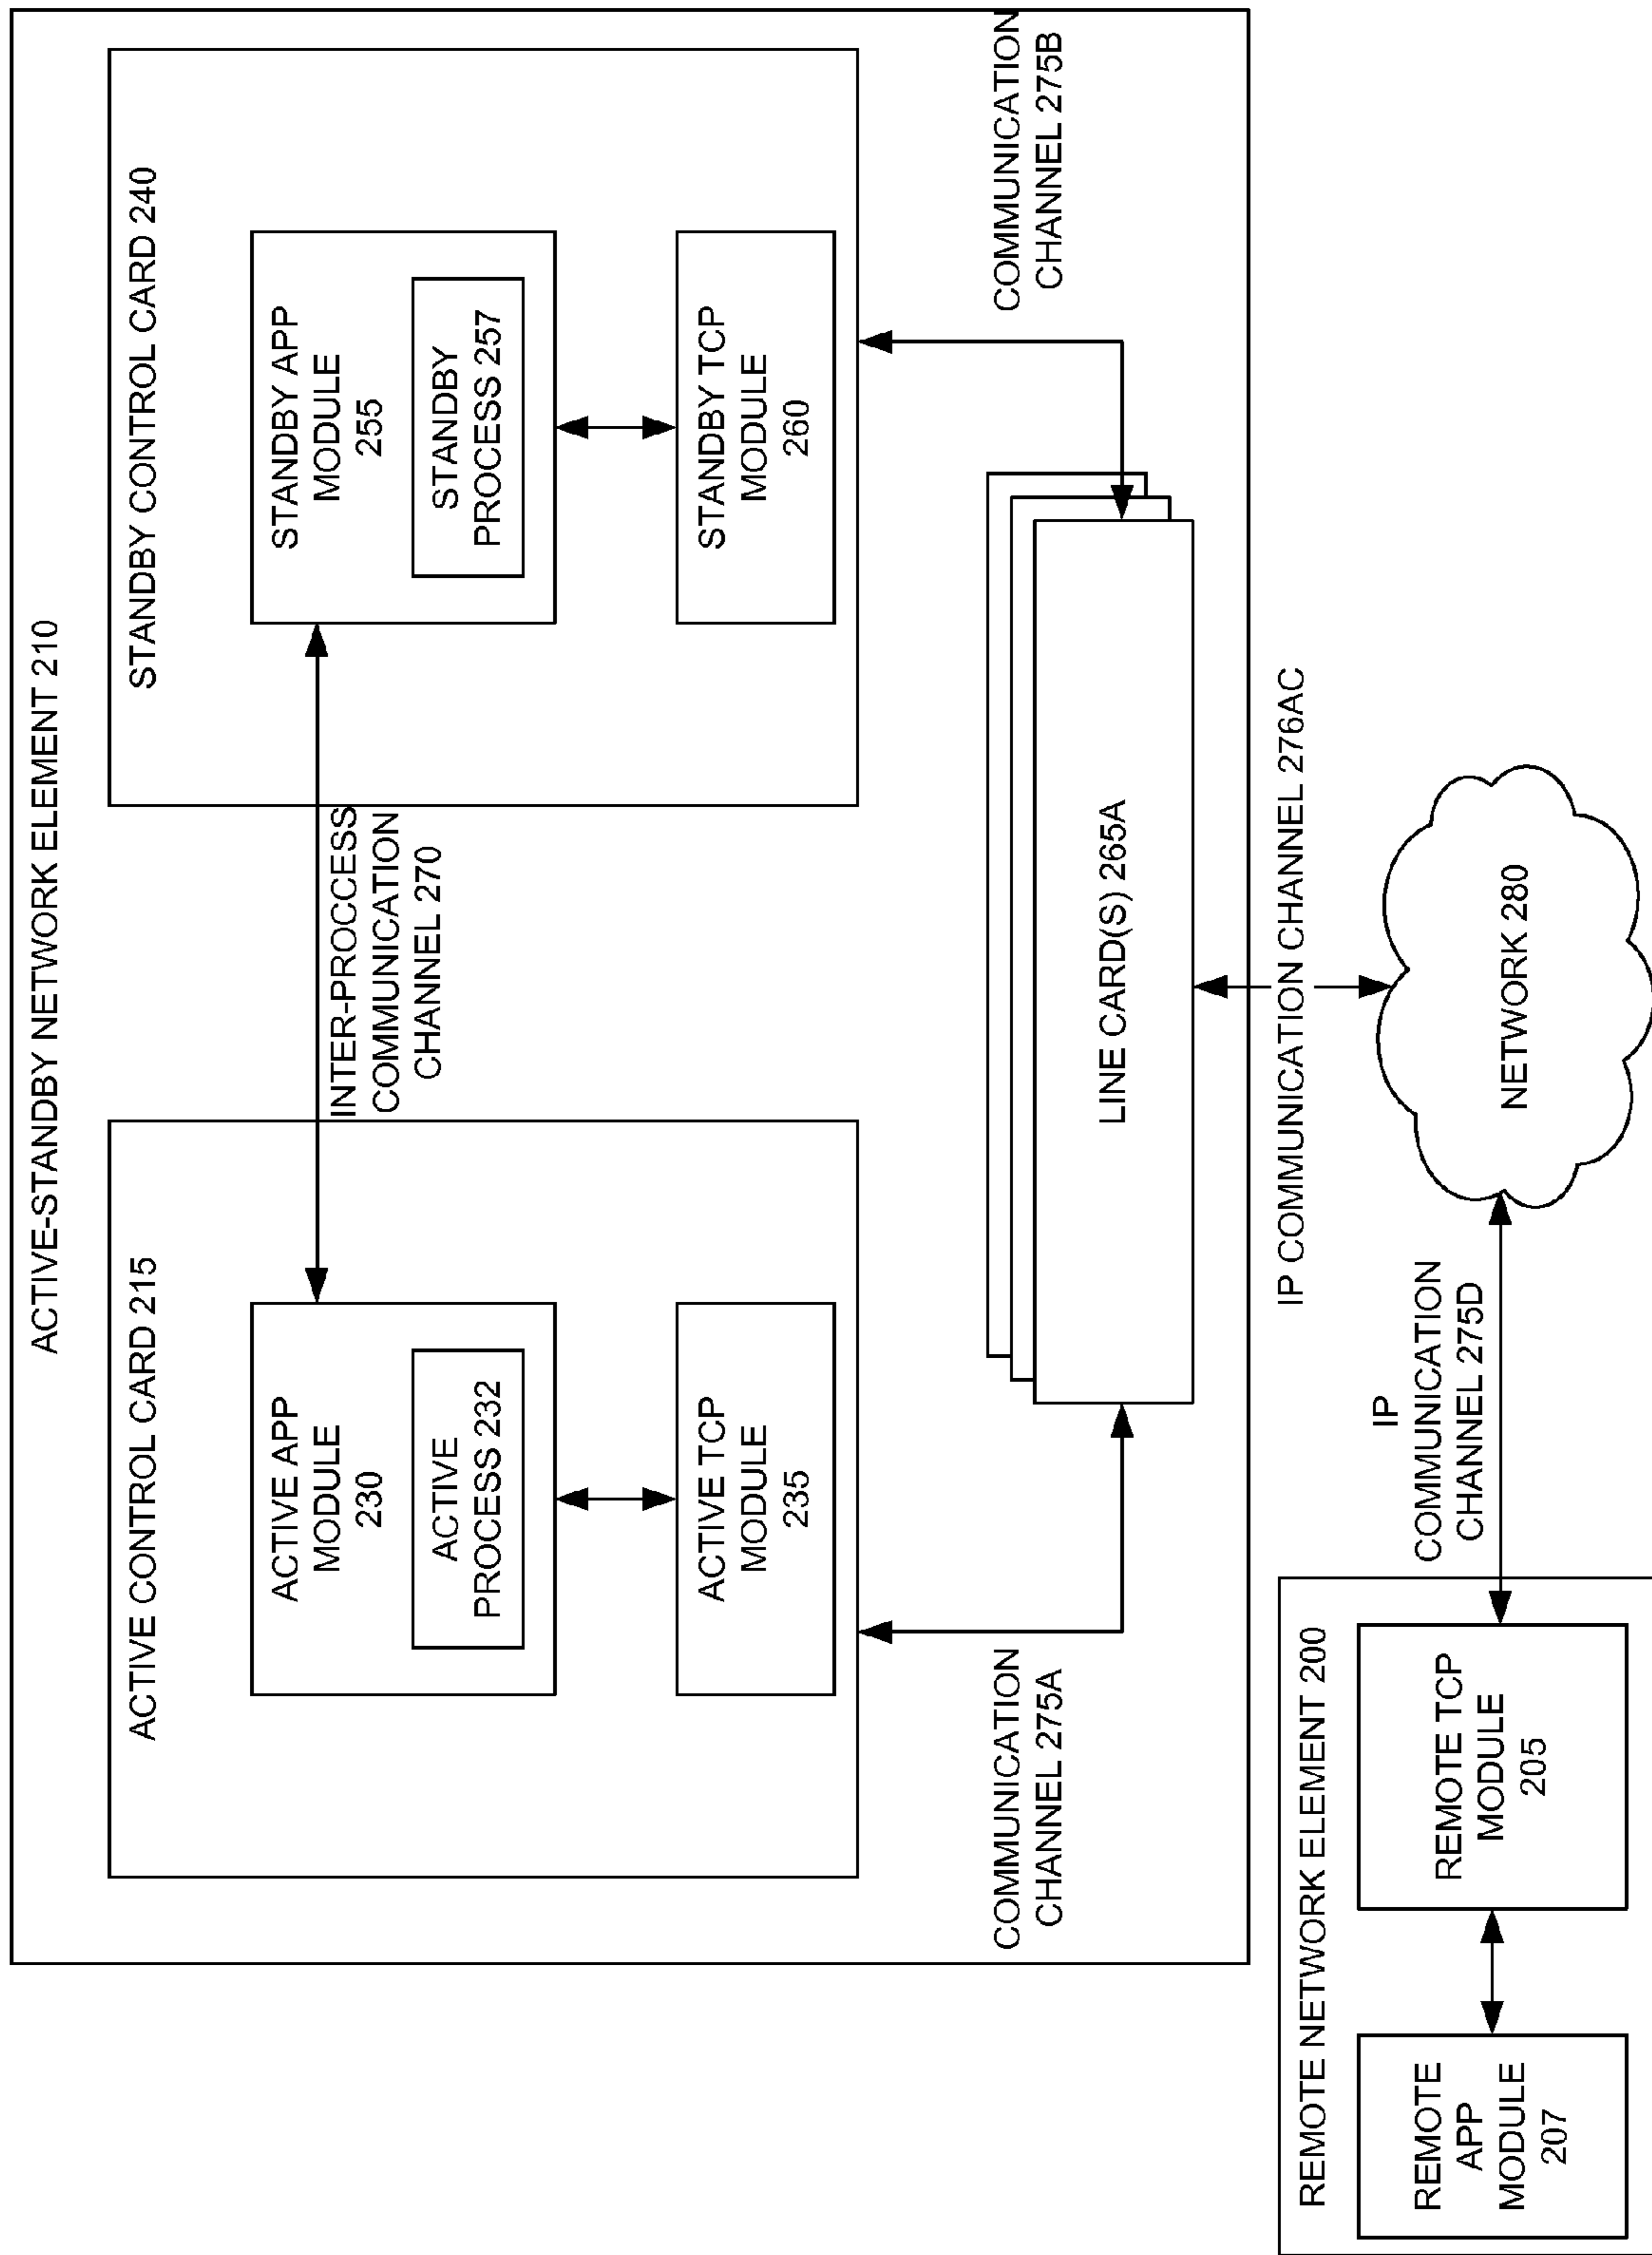 ACTIVE-STANDBY NETWORK ELEMENT 210
ACTIVE CONTROL CARD 215
ACTIVE APP
MODULE
230
ACTIVE
PROCESS 232
ACTIVE TCP
MODULE
235
INTER-PROCCESS
COMMUNICATION
CHANNEL 270
STANDBY CONTROL CARD 240
STANDBY APP
MODULE
255
STANDBY
PROCESS 257
STANDBY TCP
MODULE
260
COMMUNICATION
CHANNEL 275A
LINE CARD(S) 265A
COMMUNICATION
CHANNEL 275B
IP COMMUNICATION CHANNEL 276AC
REMOTE NETWORK ELEMENT 200
REMOTE
APP
MODULE
207
REMOTE TCP
MODULE
205
IP
COMMUNICATION
CHANNEL 275D
NETWORK 280